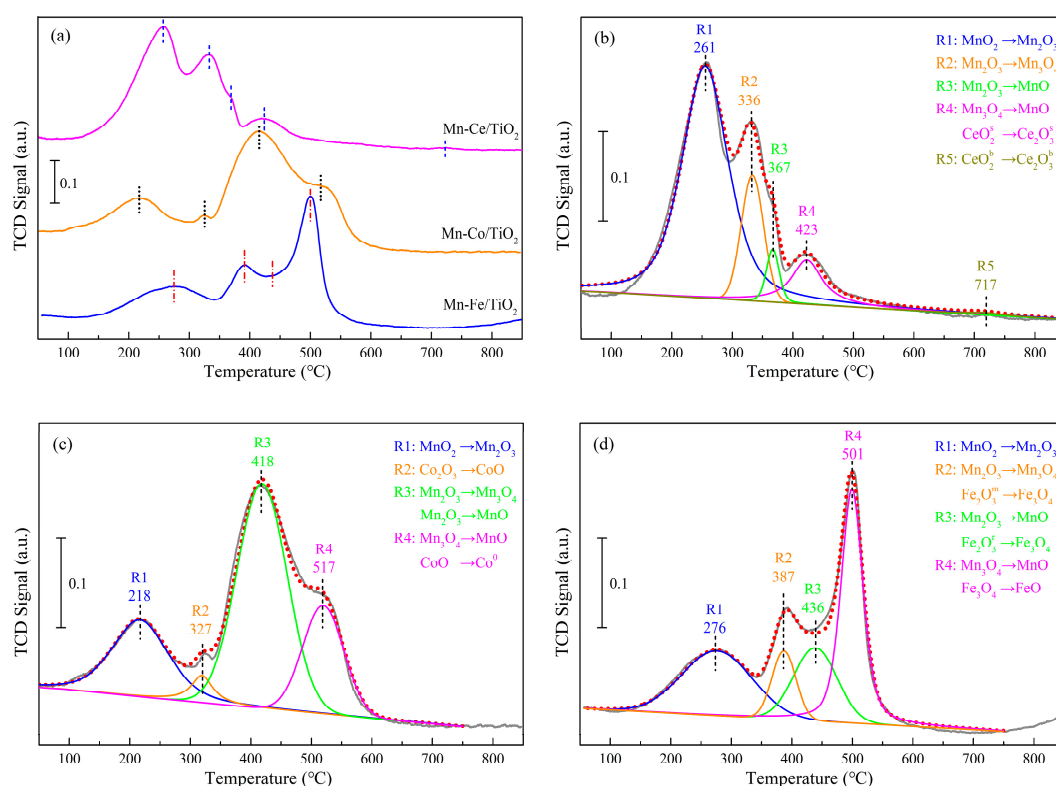 (a)
Mn-Ce/TiO₂
0.1
Mn-Co/TiO₂
Mn-Fe/TiO₂
TCD Signal (a.u.)
100 200 300 400 500 600 700 800
Temperature (℃)
(b)
R1
261
R2
336
R3
367
R4
423
R5
717
0.1
R1: MnO₂→Mn₂O₃
R2: Mn₂O₃→Mn₃O₄
R3: Mn₂O₃→MnO
R4: Mn₃O₄→MnO
CeO₂ˢ→Ce₂O₃ˢ
R5: CeO₂ᵇ→Ce₂O₃ᵇ
TCD Signal (a.u.)
100 200 300 400 500 600 700 800
Temperature (℃)
(c)
R1
218
R2
327
R3
418
R4
517
0.1
R1: MnO₂→Mn₂O₃
R2: Co₂O₃→CoO
R3: Mn₂O₃→Mn₃O₄
Mn₂O₃→MnO
R4: Mn₃O₄→MnO
CoO →Co⁰
TCD Signal (a.u.)
100 200 300 400 500 600 700 800
Temperature (℃)
(d)
R1
276
R2
387
R3
436
R4
501
0.1
R1: MnO₂→Mn₂O₃
R2: Mn₂O₃→Mn₃O₄
R3: Mn₂O₃→MnO
R4: Mn₃O₄→MnO
Fe₃O₄→FeO
TCD Signal (a.u.)
100 200 300 400 500 600 700 800
Temperature (℃)